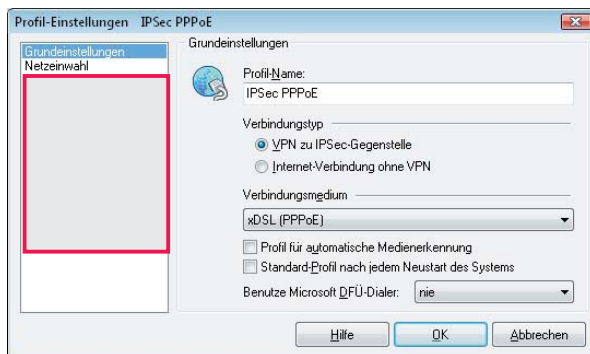 Profil-Einstellungen IPSec PPPoE
Grundeinstellungen
Netzeinwahl
Grundeinstellungen
Profil-Name:
IPSec PPPoE
Verbindungstyp
VPN zu IPSec-Gegenstelle
Internet-Verbindung ohne VPN
Verbindungsmedium
xDSL (PPPoE)
Profil für automatische Medienerkennung
Standard-Profil nach jedem Neustart des Systems
Benutze Microsoft DFÜ-Dialer: nie
Hilfe OK Abbrechen